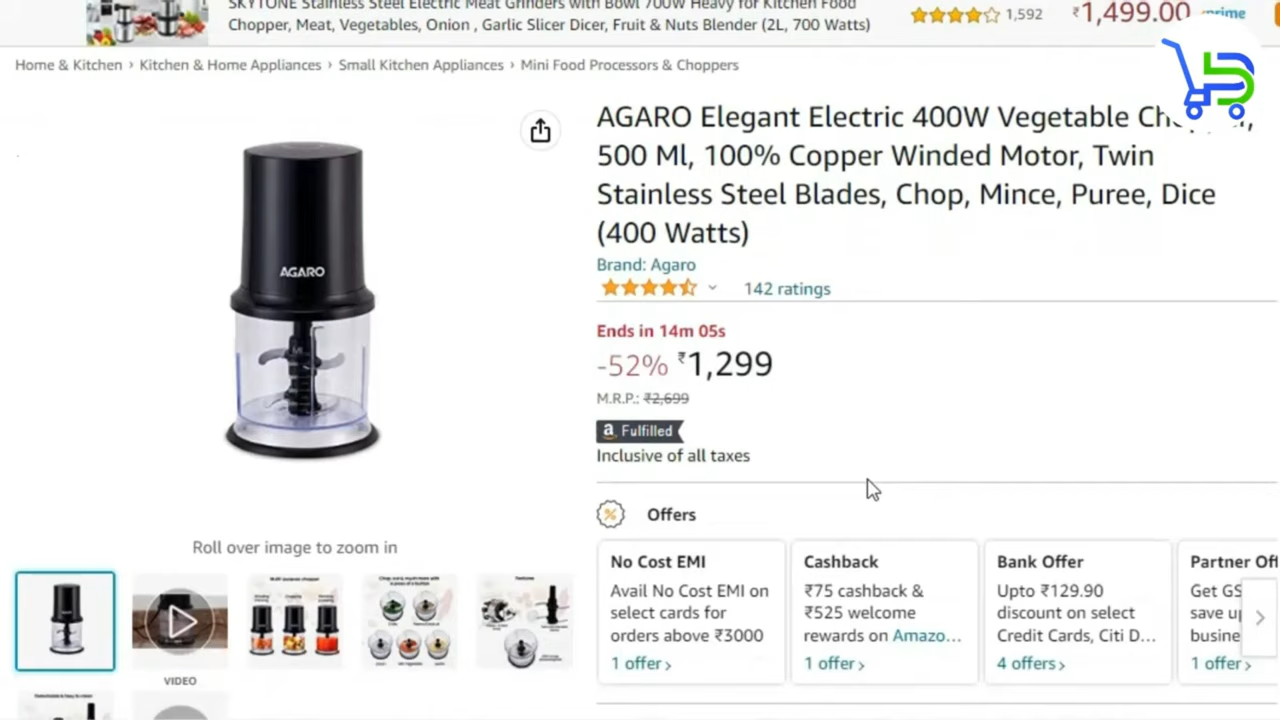 SKYTONE Stainless Steel Electric Meat Grinders with Bowl 700W Heavy for Kitchen Food
Chopper, Meat, Vegetables, Onion , Garlic Slicer Dicer, Fruit & Nuts Blender (2L, 700 Watts)
1,592
₹1,499.00 prime
Home & Kitchen › Kitchen & Home Appliances › Small Kitchen Appliances › Mini Food Processors & Choppers
AGARO Elegant Electric 400W Vegetable
500 Ml, 100% Copper Winded Motor, Twin
Stainless Steel Blades, Chop, Mince, Puree, Dice
(400 Watts)
Brand: Agaro
142 ratings
Ends in 14m 05s
-52% ₹1,299
M.R.P.: ₹2,699
a Fulfilled
Inclusive of all taxes
AGARO
Roll over image to zoom in
VIDEO
Offers
No Cost EMI
Avail No Cost EMI on
select cards for
orders above ₹3000
1 offer ›
Cashback
₹75 cashback &
₹525 welcome
rewards on Amazo...
1 offer ›
Bank Offer
Upto ₹129.90
discount on select
Credit Cards, Citi D...
4 offers ›
Partner Off
Get GS
save u
busine
1 offer ›